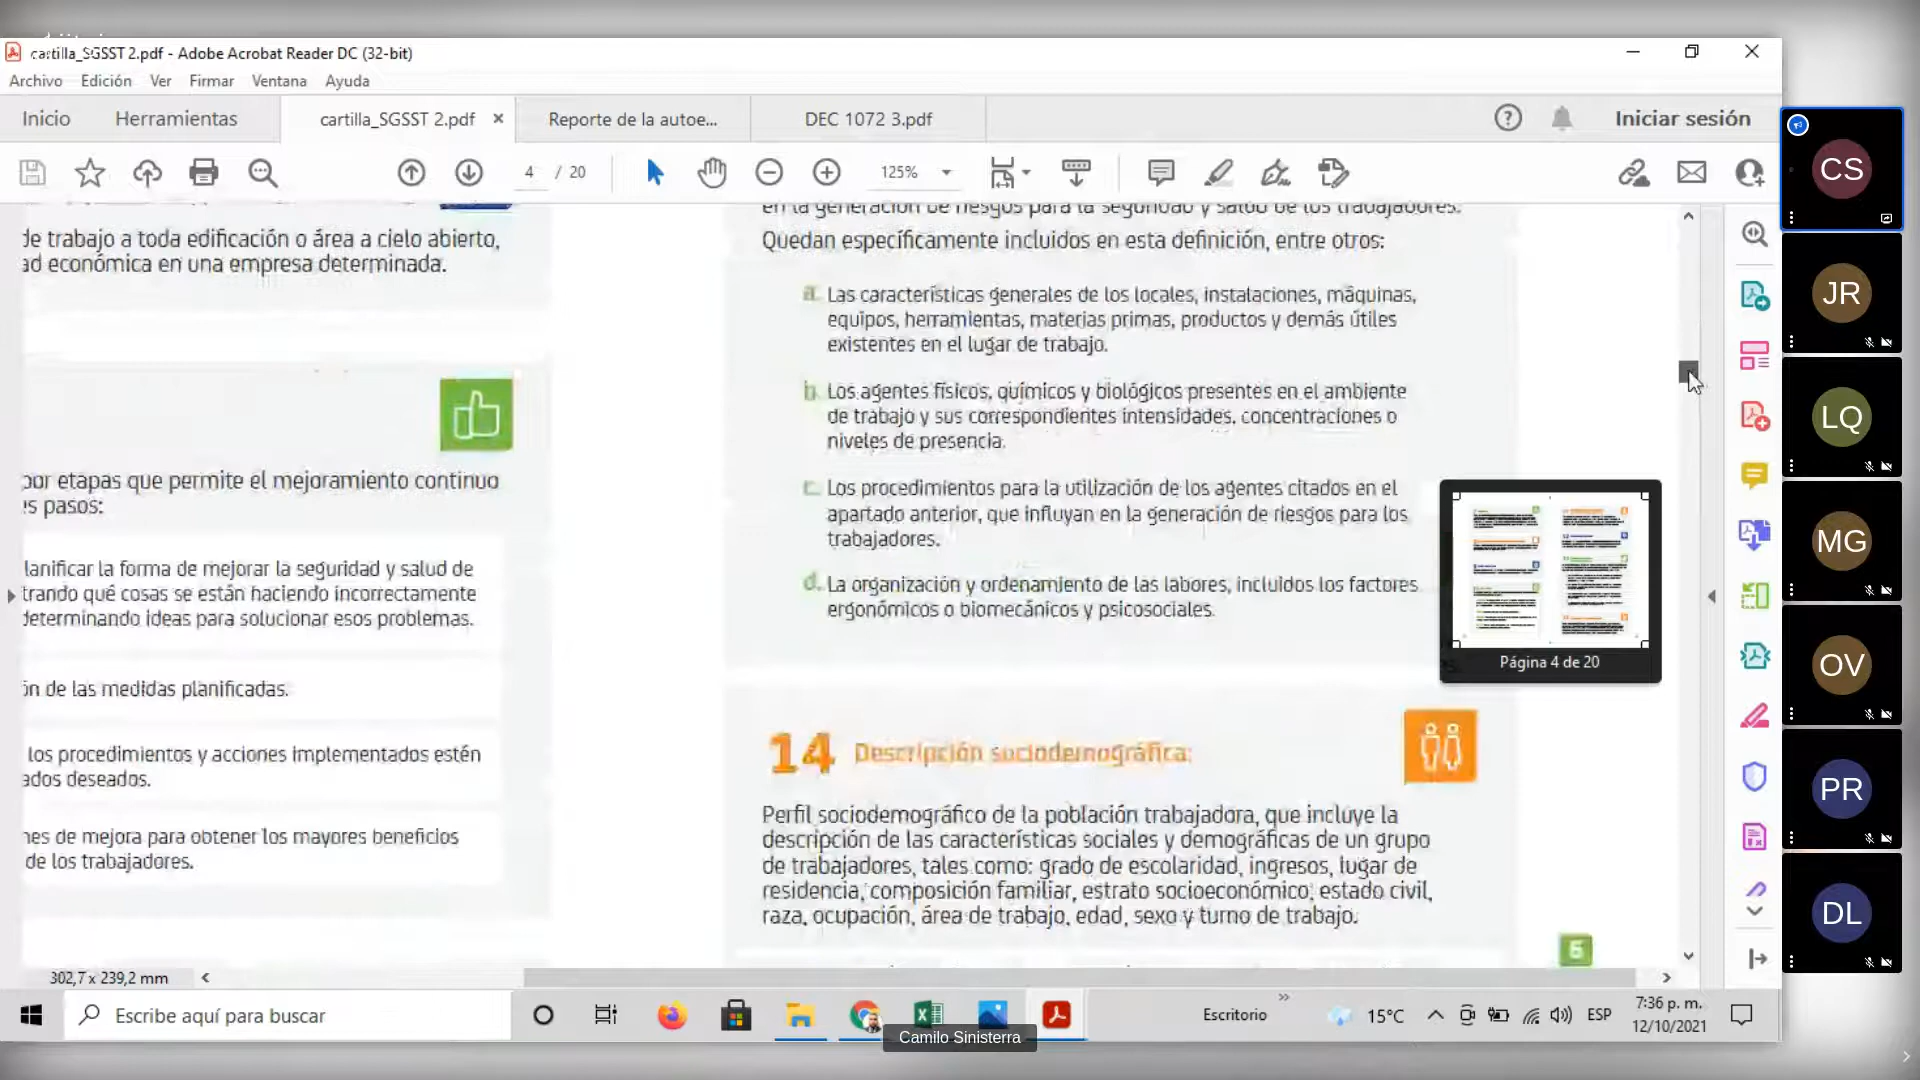 cartilla_SGSST 2.pdf - Adobe Acrobat Reader DC (32-bit)
Archivo Edición Ver Firmar Ventana Ayuda
Inicio Herramientas cartilla_SGSST 2.pdf × Reporte de la autoe... DEC 1072 3.pdf Iniciar sesión
4 / 20 125%
de trabajo a toda edificación o área a cielo abierto,
ad económica en una empresa determinada.
por etapas que permite el mejoramiento continuo
s pasos:
lanificar la forma de mejorar la seguridad y salud de
trando qué cosas se están haciendo incorrectamente
determinando ideas para solucionar esos problemas.
ón de las medidas planificadas.
los procedimientos y acciones implementados estén
ados deseados.
nes de mejora para obtener los mayores beneficios
de los trabajadores.
en la generación de riesgos para la seguridad y salud de los trabajadores.
Quedan específicamente incluidos en esta definición, entre otros:
a. Las características generales de los locales, instalaciones, máquinas,
equipos, herramientas, materias primas, productos y demás útiles
existentes en el lugar de trabajo.
b. Los agentes físicos, químicos y biológicos presentes en el ambiente
de trabajo y sus correspondientes intensidades, concentraciones o
niveles de presencia.
c. Los procedimientos para la utilización de los agentes citados en el
apartado anterior, que influyan en la generación de riesgos para los
trabajadores.
d. La organización y ordenamiento de las labores, incluidos los factores
ergonómicos o biomecánicos y psicosociales.
Página 4 de 20
14 Descripción sociodemográfica:
Perfil sociodemográfico de la población trabajadora, que incluye la
descripción de las características sociales y demográficas de un grupo
de trabajadores, tales como: grado de escolaridad, ingresos, lugar de
residencia, composición familiar, estrato socioeconómico, estado civil,
raza, ocupación, área de trabajo, edad, sexo y turno de trabajo.
6
302,7 x 239,2 mm
Escribe aquí para buscar
Escritorio
15°C
ESP
7:36 p. m.
12/10/2021
Camilo Sinisterra
CS
JR
LQ
MG
OV
PR
DL